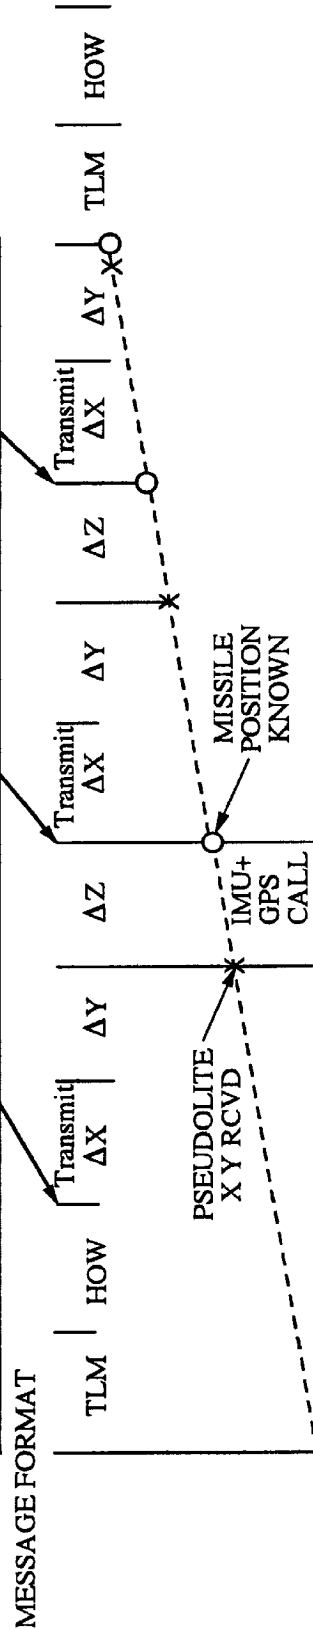 MESSAGE FORMAT
TLM
HOW
Transmit
ΔX
ΔY
ΔZ
Transmit
ΔX
ΔY
ΔZ
Transmit
ΔX
ΔY
TLM
HOW
PSEUDOLITE
X Y RCVD
IMU+
GPS
CALL
MISSILE
POSITION
KNOWN